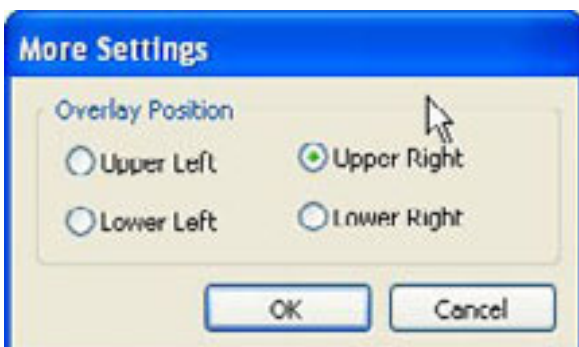 More Settings
Overlay Position
Upper Left Upper Right
Lower Left Lower Right
OK Cancel